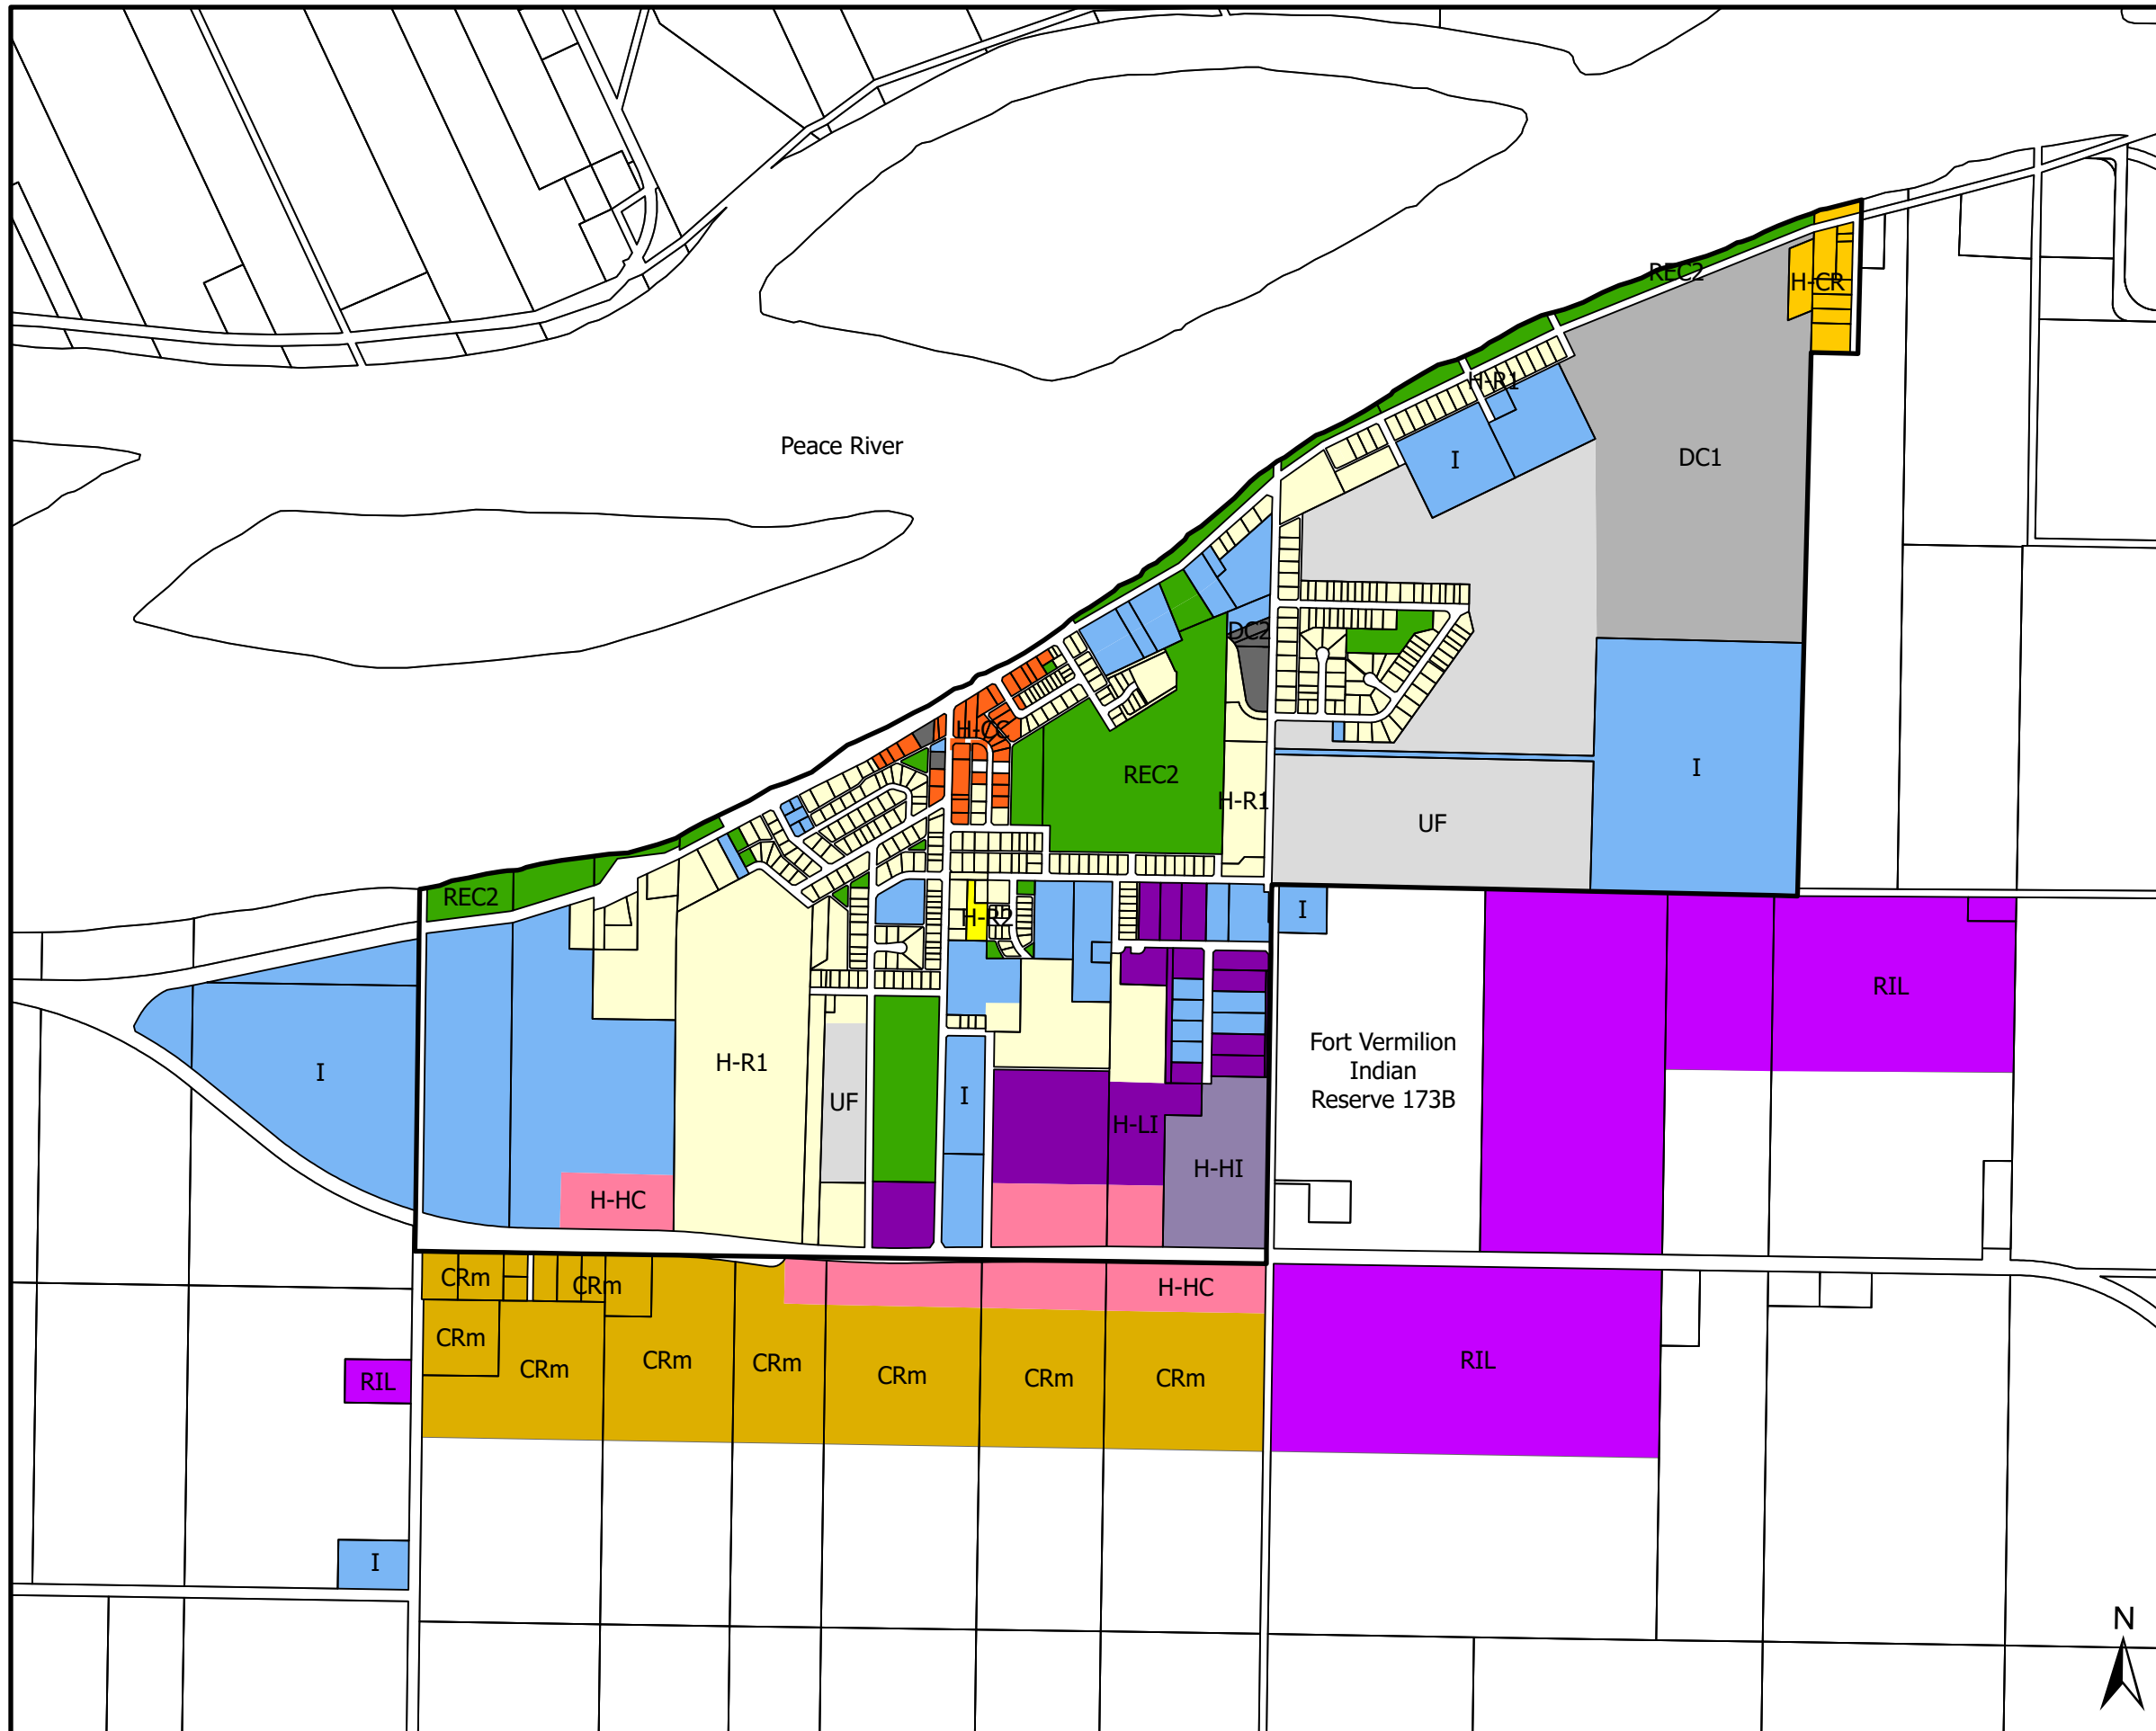 REC2
H-CR
H-R1
Peace River
DC1
I
DC2
H-CC
I
REC2
H-R1
UF
REC2
I
H-R2
RIL
Fort Vermilion
Indian
Reserve 173B
H-R1
I
UF
I
H-LI
H-HI
H-HC
CRm
CRm
H-HC
CRm
CRm
CRm
CRm
CRm
CRm
CRm
RIL
RIL
I
N